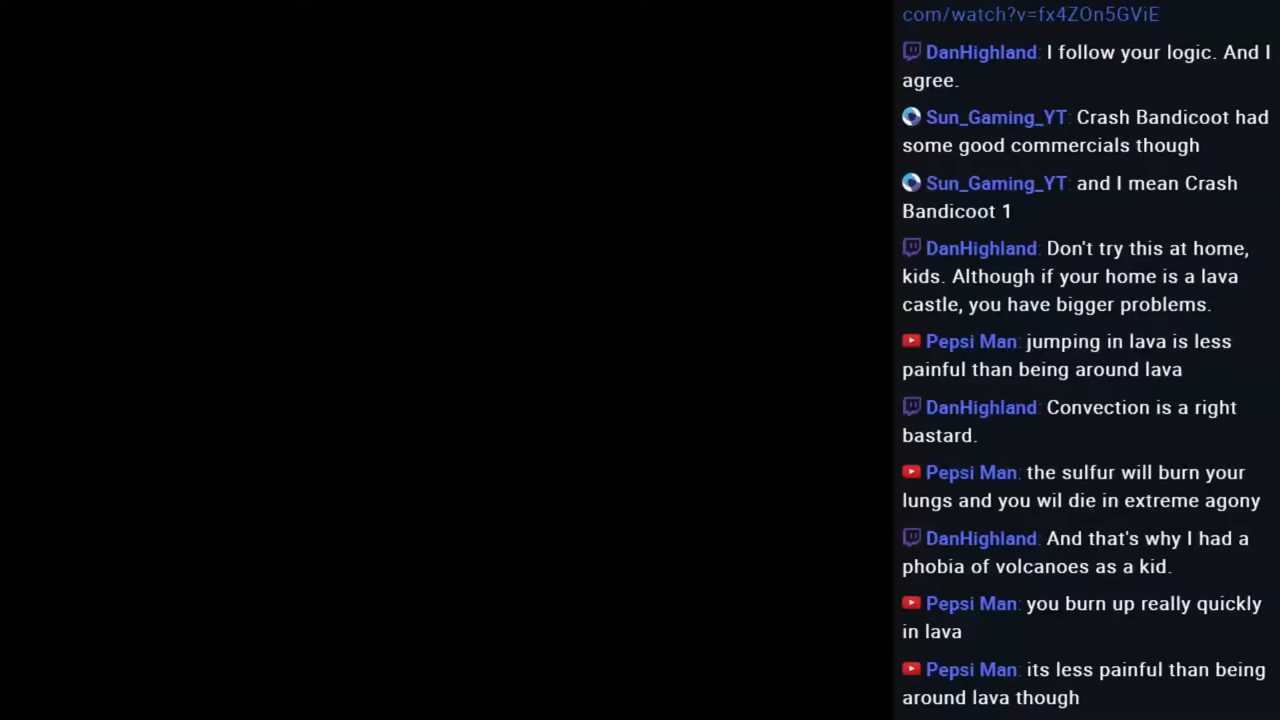 com/watch?v=fx4ZOn5GViE
DanHighland: I follow your logic. And I
agree.
Sun_Gaming_YT: Crash Bandicoot had
some good commercials though
Sun_Gaming_YT: and I mean Crash
Bandicoot 1
DanHighland: Don't try this at home,
kids. Although if your home is a lava
castle, you have bigger problems.
Pepsi Man: jumping in lava is less
painful than being around lava
DanHighland: Convection is a right
bastard.
Pepsi Man: the sulfur will burn your
lungs and you wil die in extreme agony
DanHighland: And that's why I had a
phobia of volcanoes as a kid.
Pepsi Man: you burn up really quickly
in lava
Pepsi Man: its less painful than being
around lava though